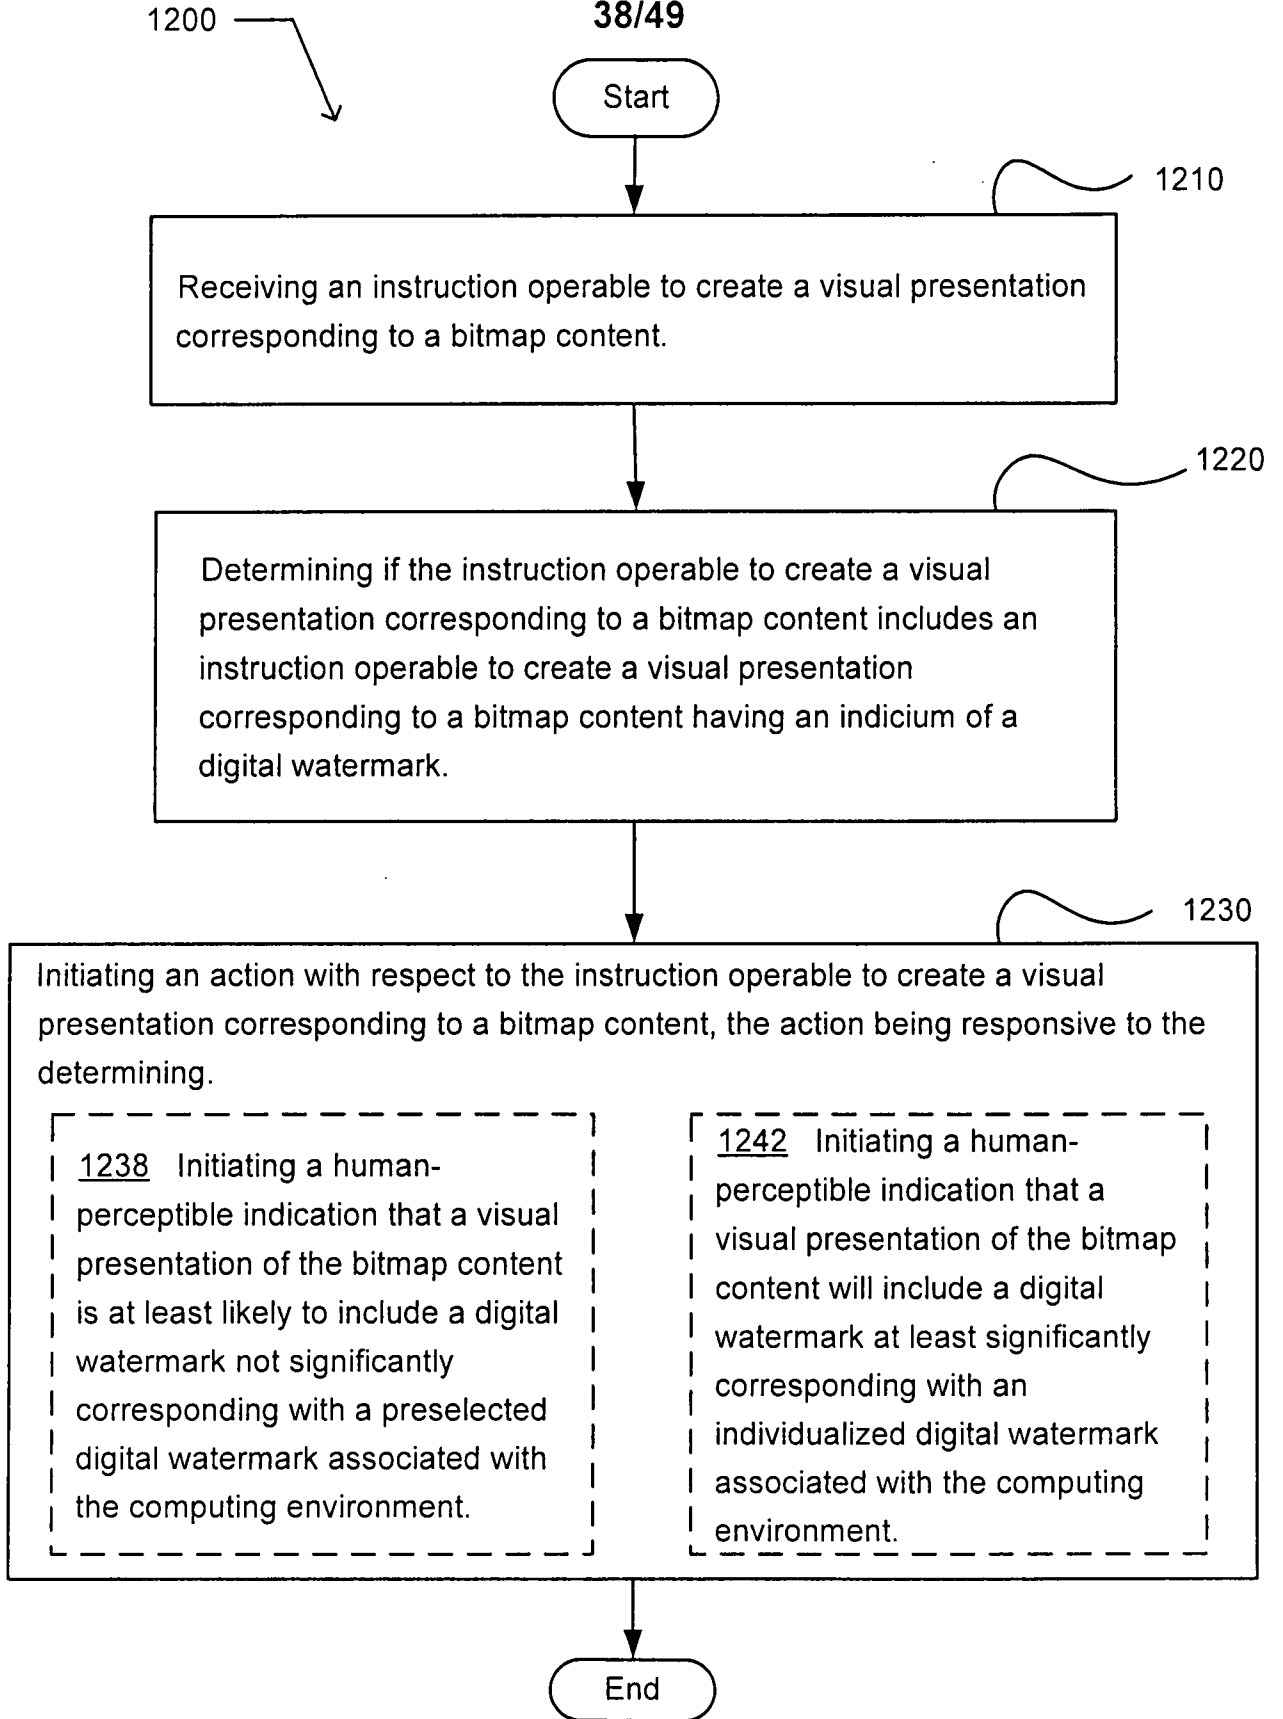 1200
38/49
Start
1210
Receiving an instruction operable to create a visual presentation
corresponding to a bitmap content.
1220
Determining if the instruction operable to create a visual
presentation corresponding to a bitmap content includes an
instruction operable to create a visual presentation
corresponding to a bitmap content having an indicium of a
digital watermark.
1230
Initiating an action with respect to the instruction operable to create a visual
presentation corresponding to a bitmap content, the action being responsive to the
determining.
1238 Initiating a human-
perceptible indication that a visual
presentation of the bitmap content
is at least likely to include a digital
watermark not significantly
corresponding with a preselected
digital watermark associated with
the computing environment.
1242 Initiating a human-
perceptible indication that a
visual presentation of the bitmap
content will include a digital
watermark at least significantly
corresponding with an
individualized digital watermark
associated with the computing
environment.
End